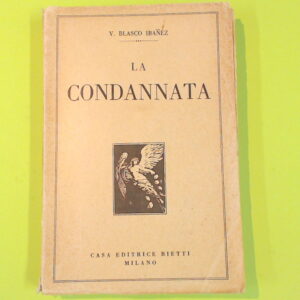 V. BLASCO IBAÑEZ
LA
CONDANNATA
CASA EDITRICE BIETTI
MILANO